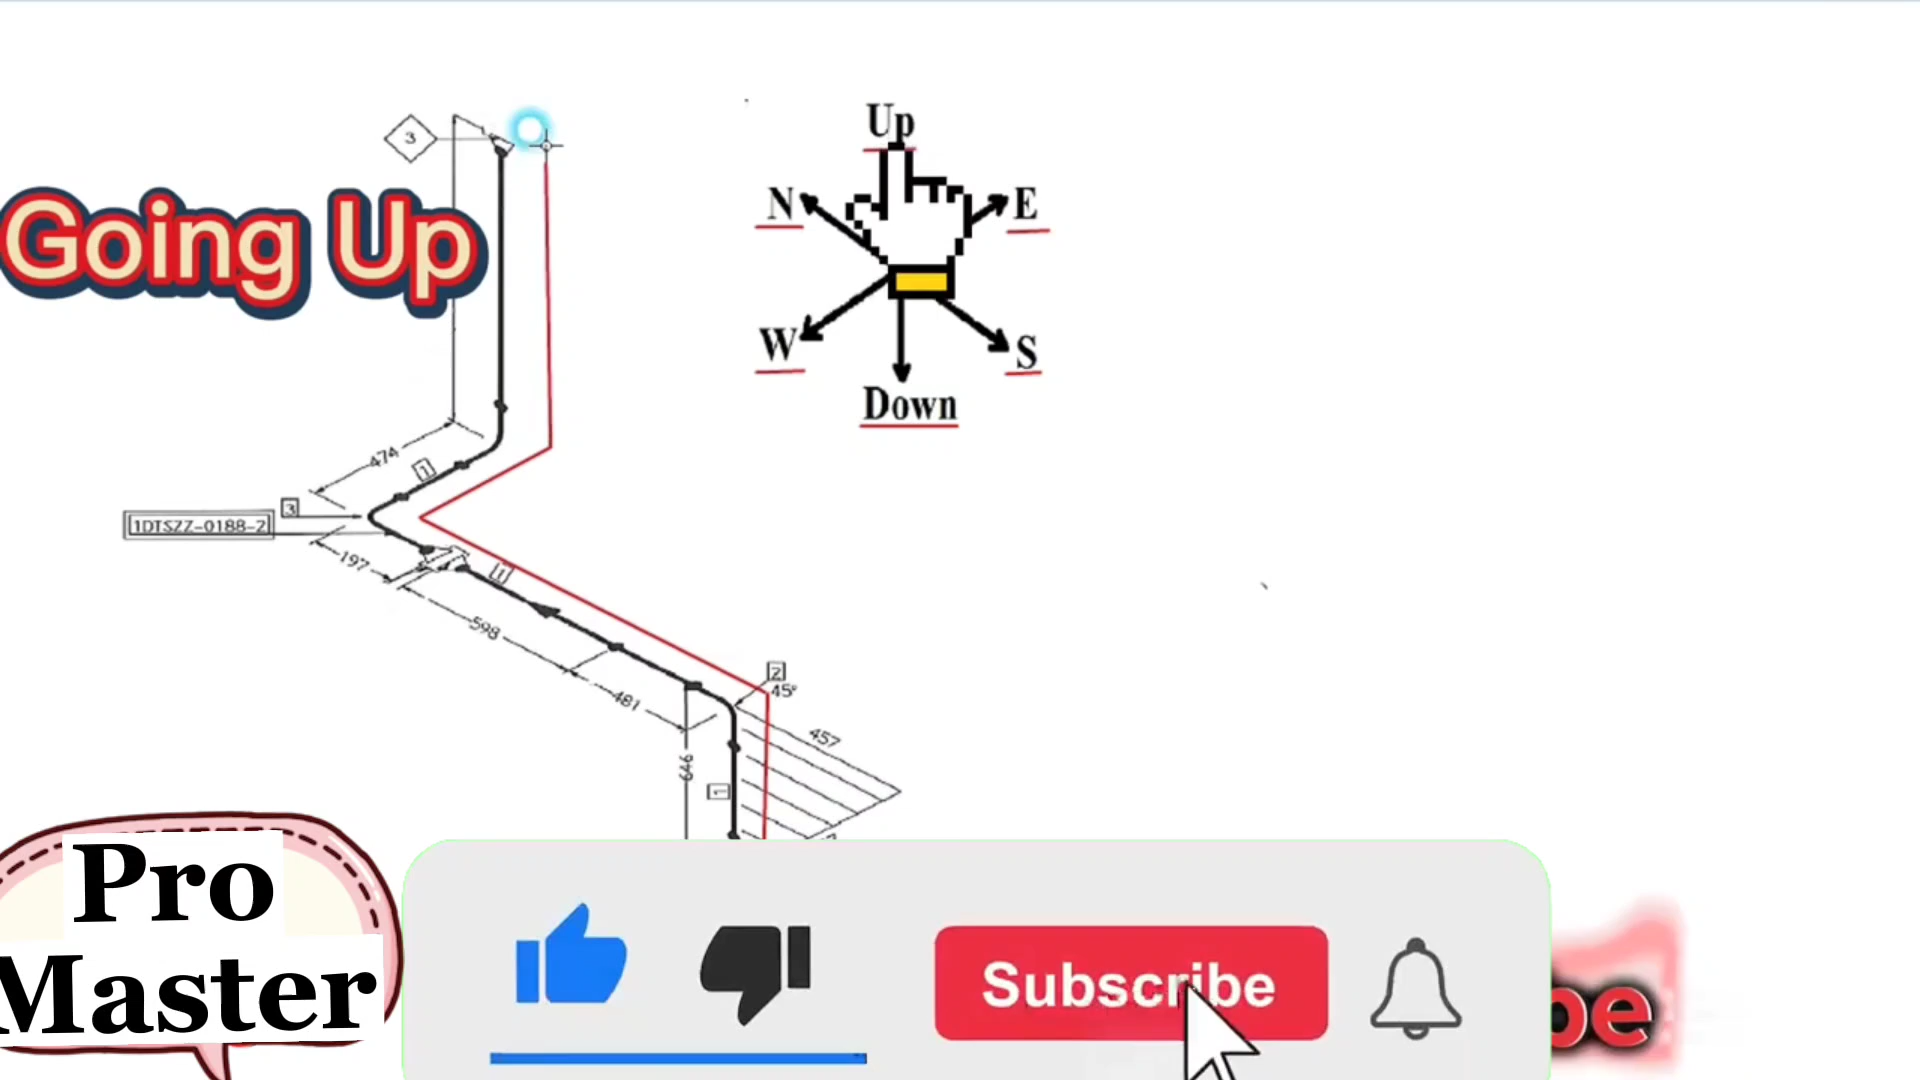 Up
3
N
E
Going Up
W
S
Down
474
1
3
1DTSZZ-0188-2
197
1
598
2
45°
481
457
646
1
Pro
Master
Subscribe
be